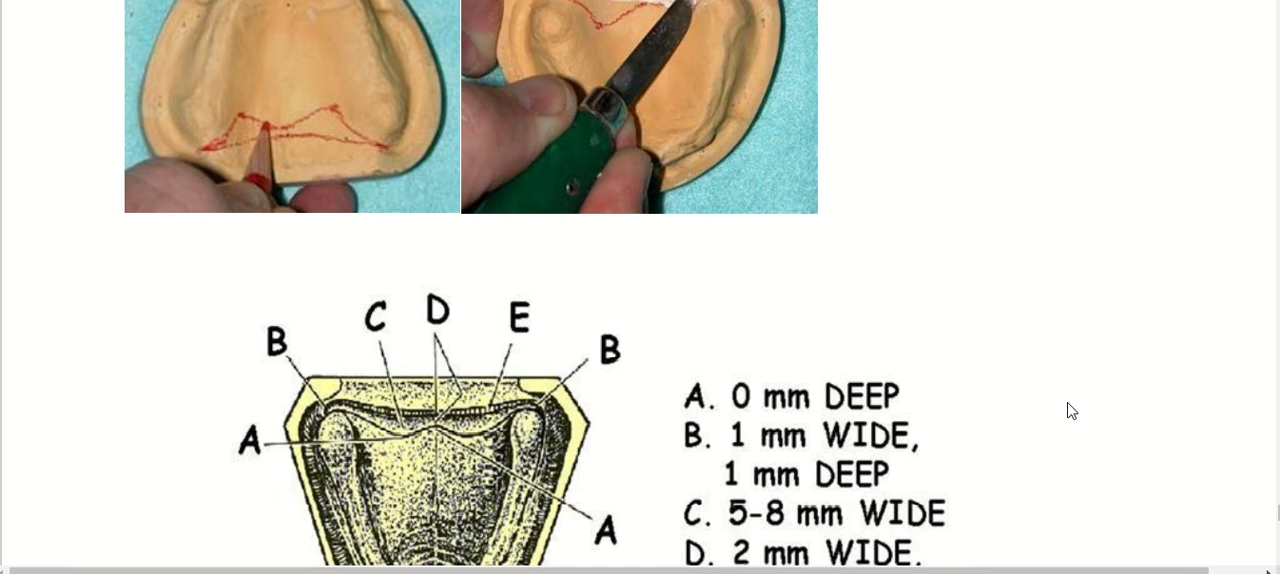 B
C
D
E
B
A
A
A. 0 mm DEEP
B. 1 mm WIDE,
1 mm DEEP
C. 5-8 mm WIDE
D. 2 mm WIDE.